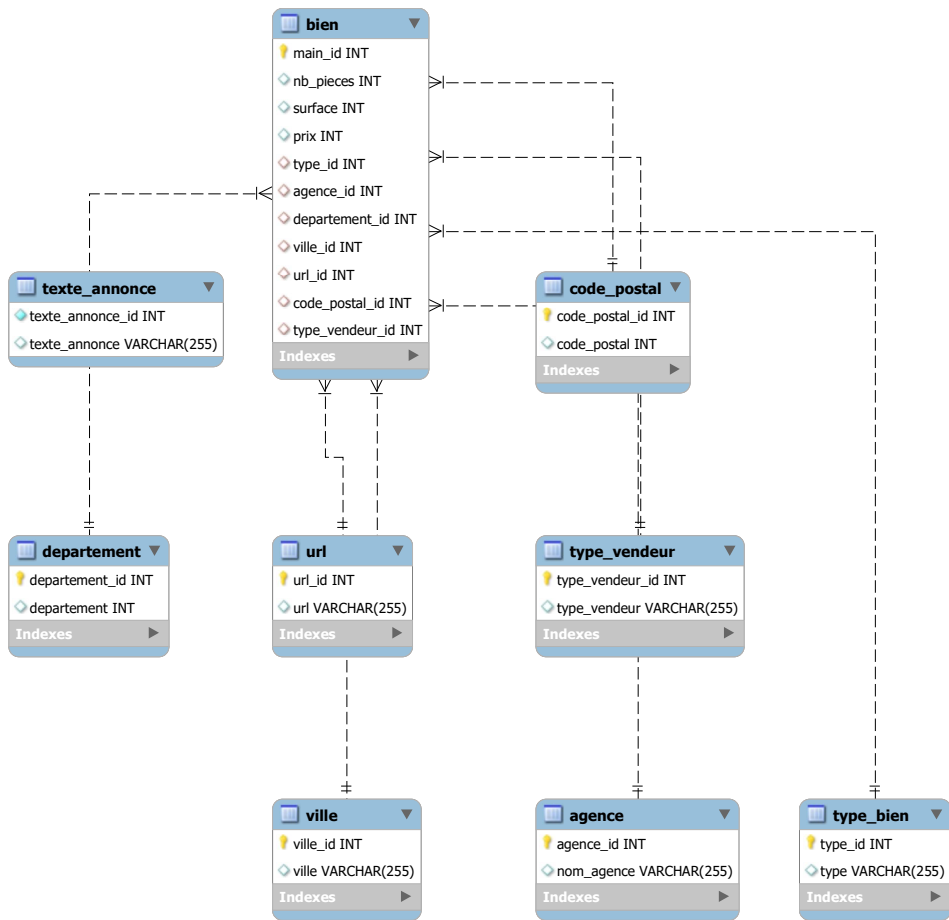 bien
main_id INT
nb_pieces INT
surface INT
prix INT
type_id INT
agence_id INT
departement_id INT
ville_id INT
url_id INT
code_postal_id INT
type_vendeur_id INT
Indexes
texte_annonce
texte_annonce_id INT
texte_annonce VARCHAR(255)
code_postal
code_postal_id INT
code_postal INT
Indexes
departement
departement_id INT
departement INT
Indexes
url
url_id INT
url VARCHAR(255)
Indexes
type_vendeur
type_vendeur_id INT
type_vendeur VARCHAR(255)
Indexes
ville
ville_id INT
ville VARCHAR(255)
Indexes
agence
agence_id INT
nom_agence VARCHAR(255)
Indexes
type_bien
type_id INT
type VARCHAR(255)
Indexes